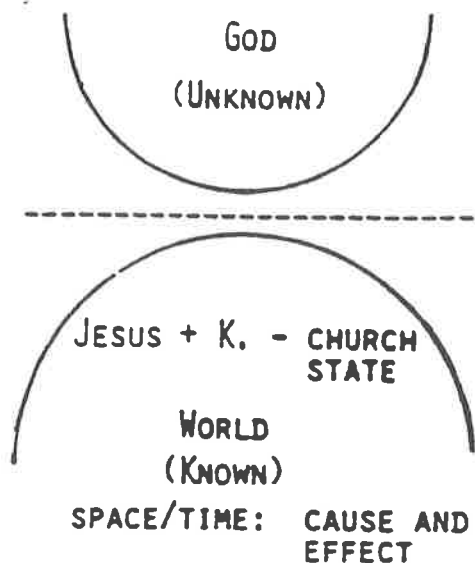 GOD
(UNKNOWN)
JESUS + K. - CHURCH
STATE
WORLD
(KNOWN)
SPACE/TIME: CAUSE AND
EFFECT